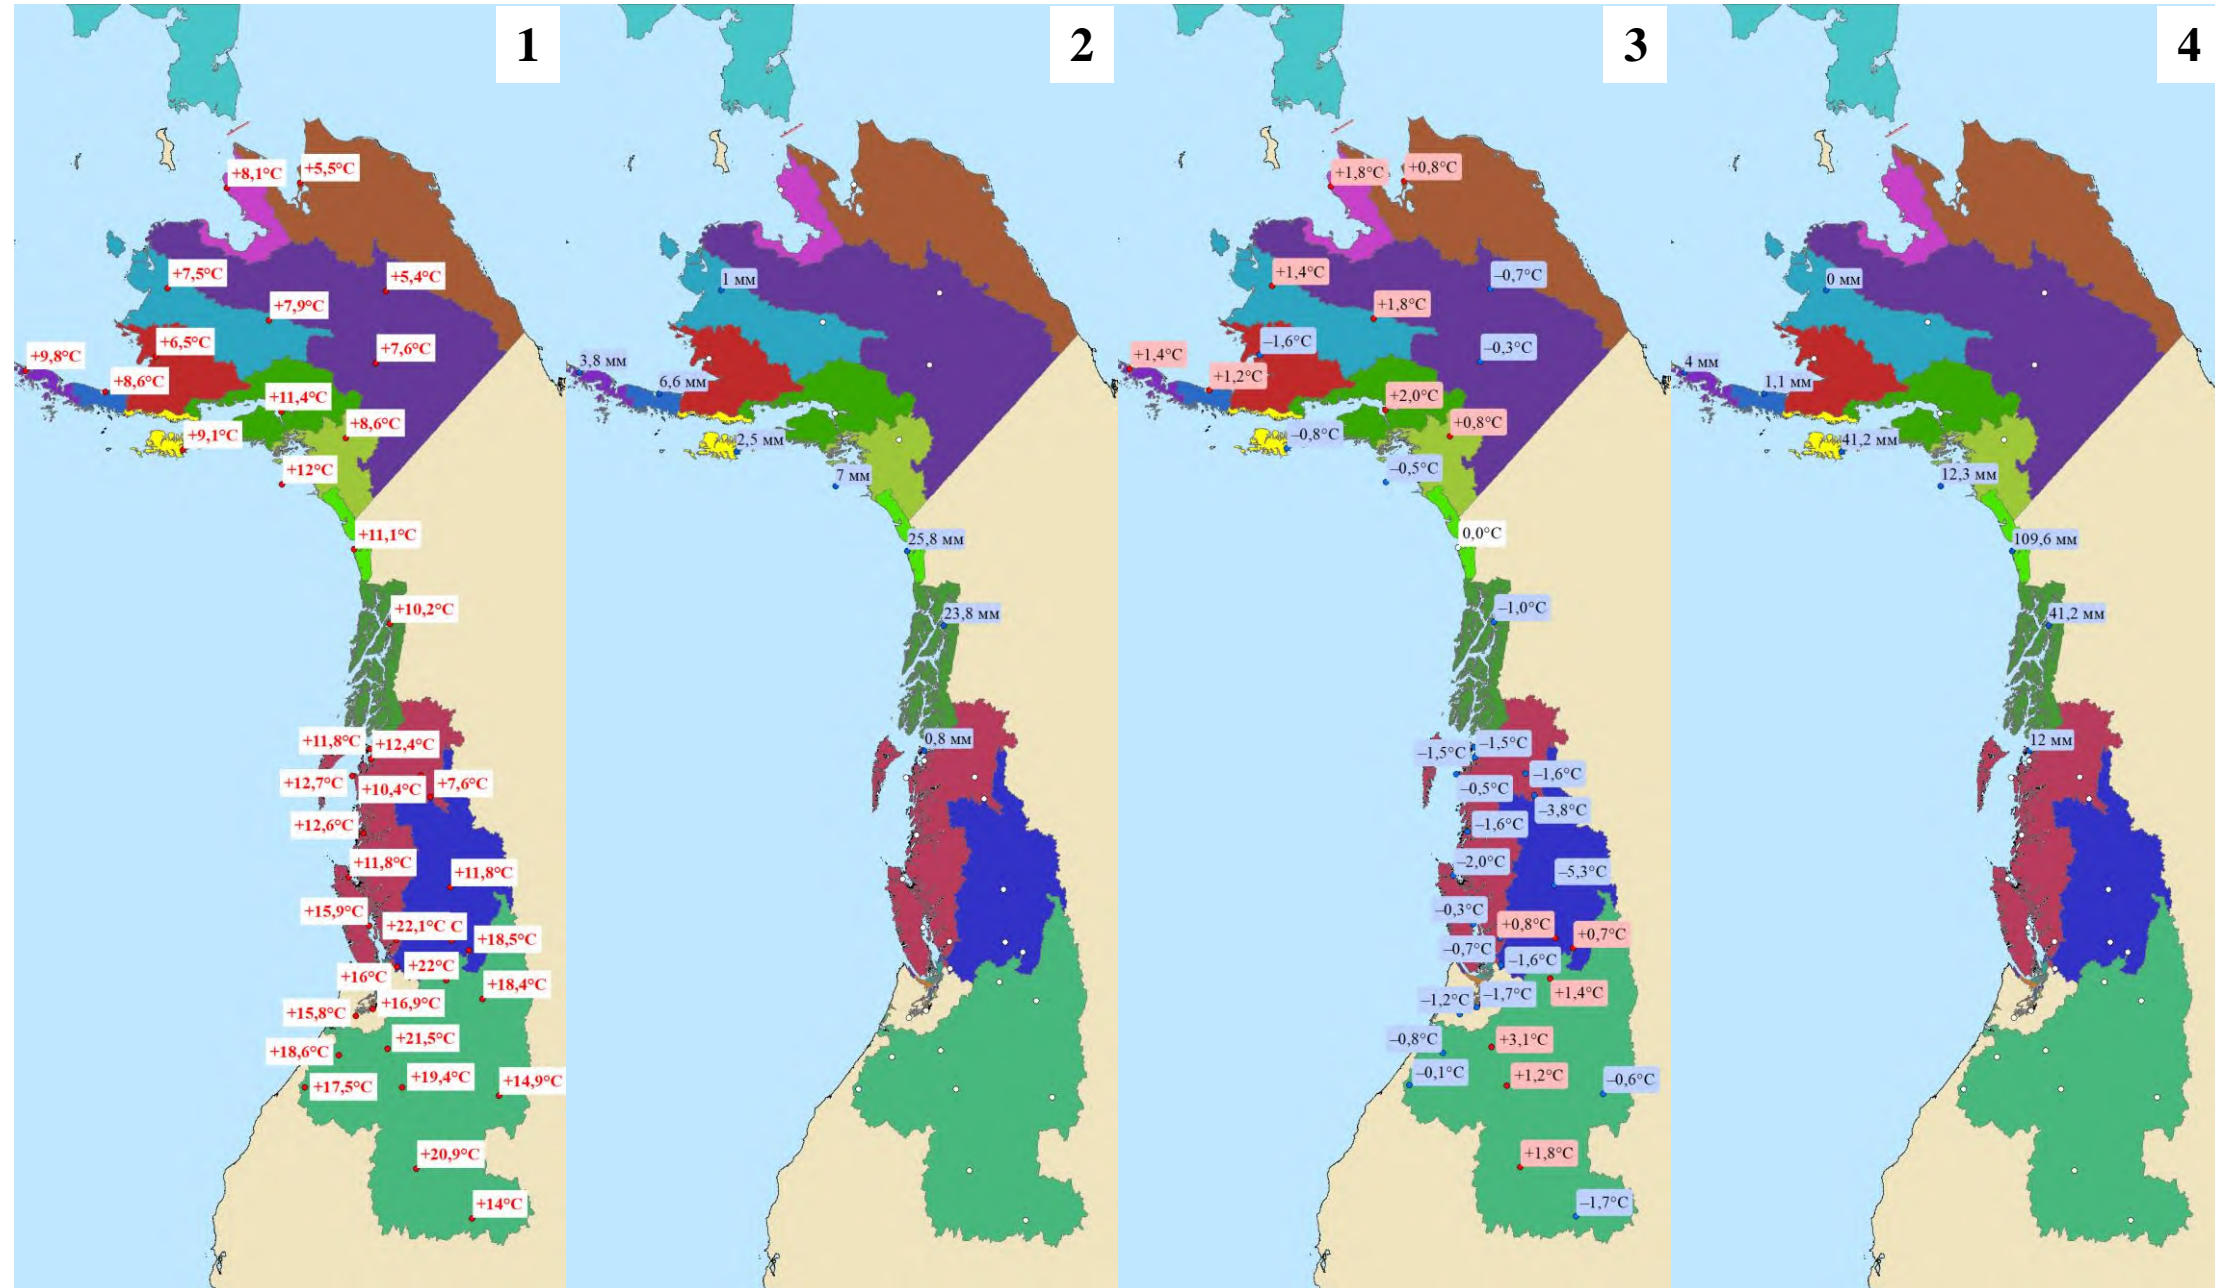 1
+8,1°C
+5,5°C
+7,5°C
+5,4°C
+7,9°C
+6,5°C
+7,6°C
+9,8°C
+8,6°C
+11,4°C
+8,6°C
+9,1°C
+12°C
+11,1°C
+10,2°C
+11,8°C
+12,4°C
+12,7°C
+10,4°C
+7,6°C
+12,6°C
+11,8°C
+11,8°C
+15,9°C
+22,1°C
C
+18,5°C
+22°C
+16°C
+18,4°C
+16,9°C
+15,8°C
+21,5°C
+18,6°C
+17,5°C
+19,4°C
+14,9°C
+20,9°C
+14°C
2
1 мм
3,8 мм
6,6 мм
2,5 мм
7 мм
25,8 мм
23,8 мм
0,8 мм
3
+1,8°C
+0,8°C
+1,4°C
–0,7°C
+1,8°C
–1,6°C
–0,3°C
+1,4°C
+1,2°C
+2,0°C
+0,8°C
–0,8°C
–0,5°C
0,0°C
–1,0°C
–1,5°C
–1,5°C
–1,6°C
–0,5°C
–3,8°C
–1,6°C
–2,0°C
–5,3°C
–0,3°C
+0,8°C
+0,7°C
–0,7°C
–1,6°C
+1,4°C
–1,2°C
–1,7°C
–0,8°C
+3,1°C
–0,1°C
+1,2°C
–0,6°C
+1,8°C
–1,7°C
4
0 мм
4 мм
1,1 мм
41,2 мм
12,3 мм
109,6 мм
41,2 мм
12 мм